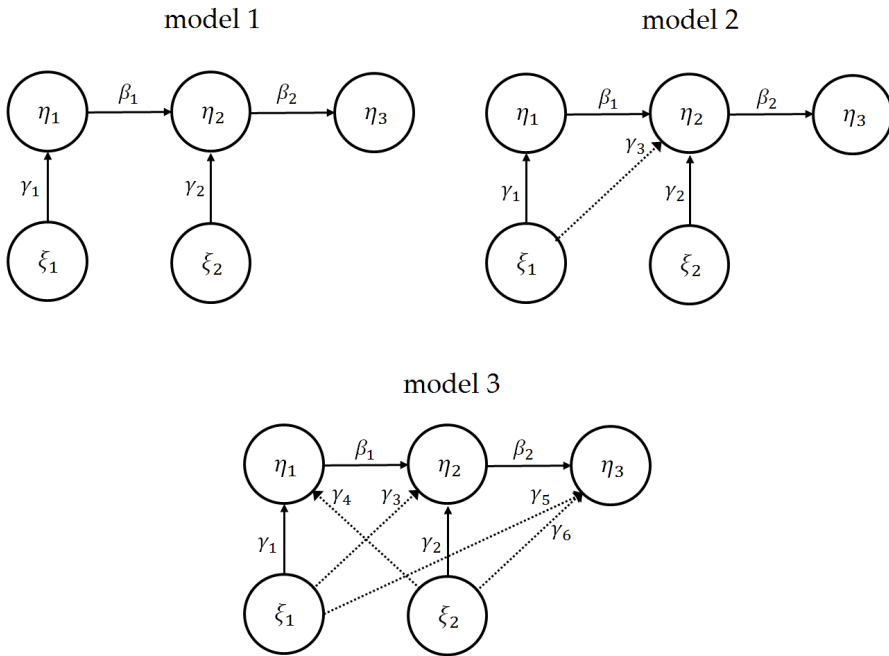 model 1
model 2
β₁
β₂
η₁
η₂
η₃
γ₁
γ₂
ξ₁
ξ₂
β₁
β₂
η₁
η₂
η₃
γ₃
γ₁
γ₂
ξ₁
ξ₂
model 3
β₁
β₂
η₁
η₂
η₃
γ₄
γ₃
γ₅
γ₁
γ₂
γ₆
ξ₁
ξ₂